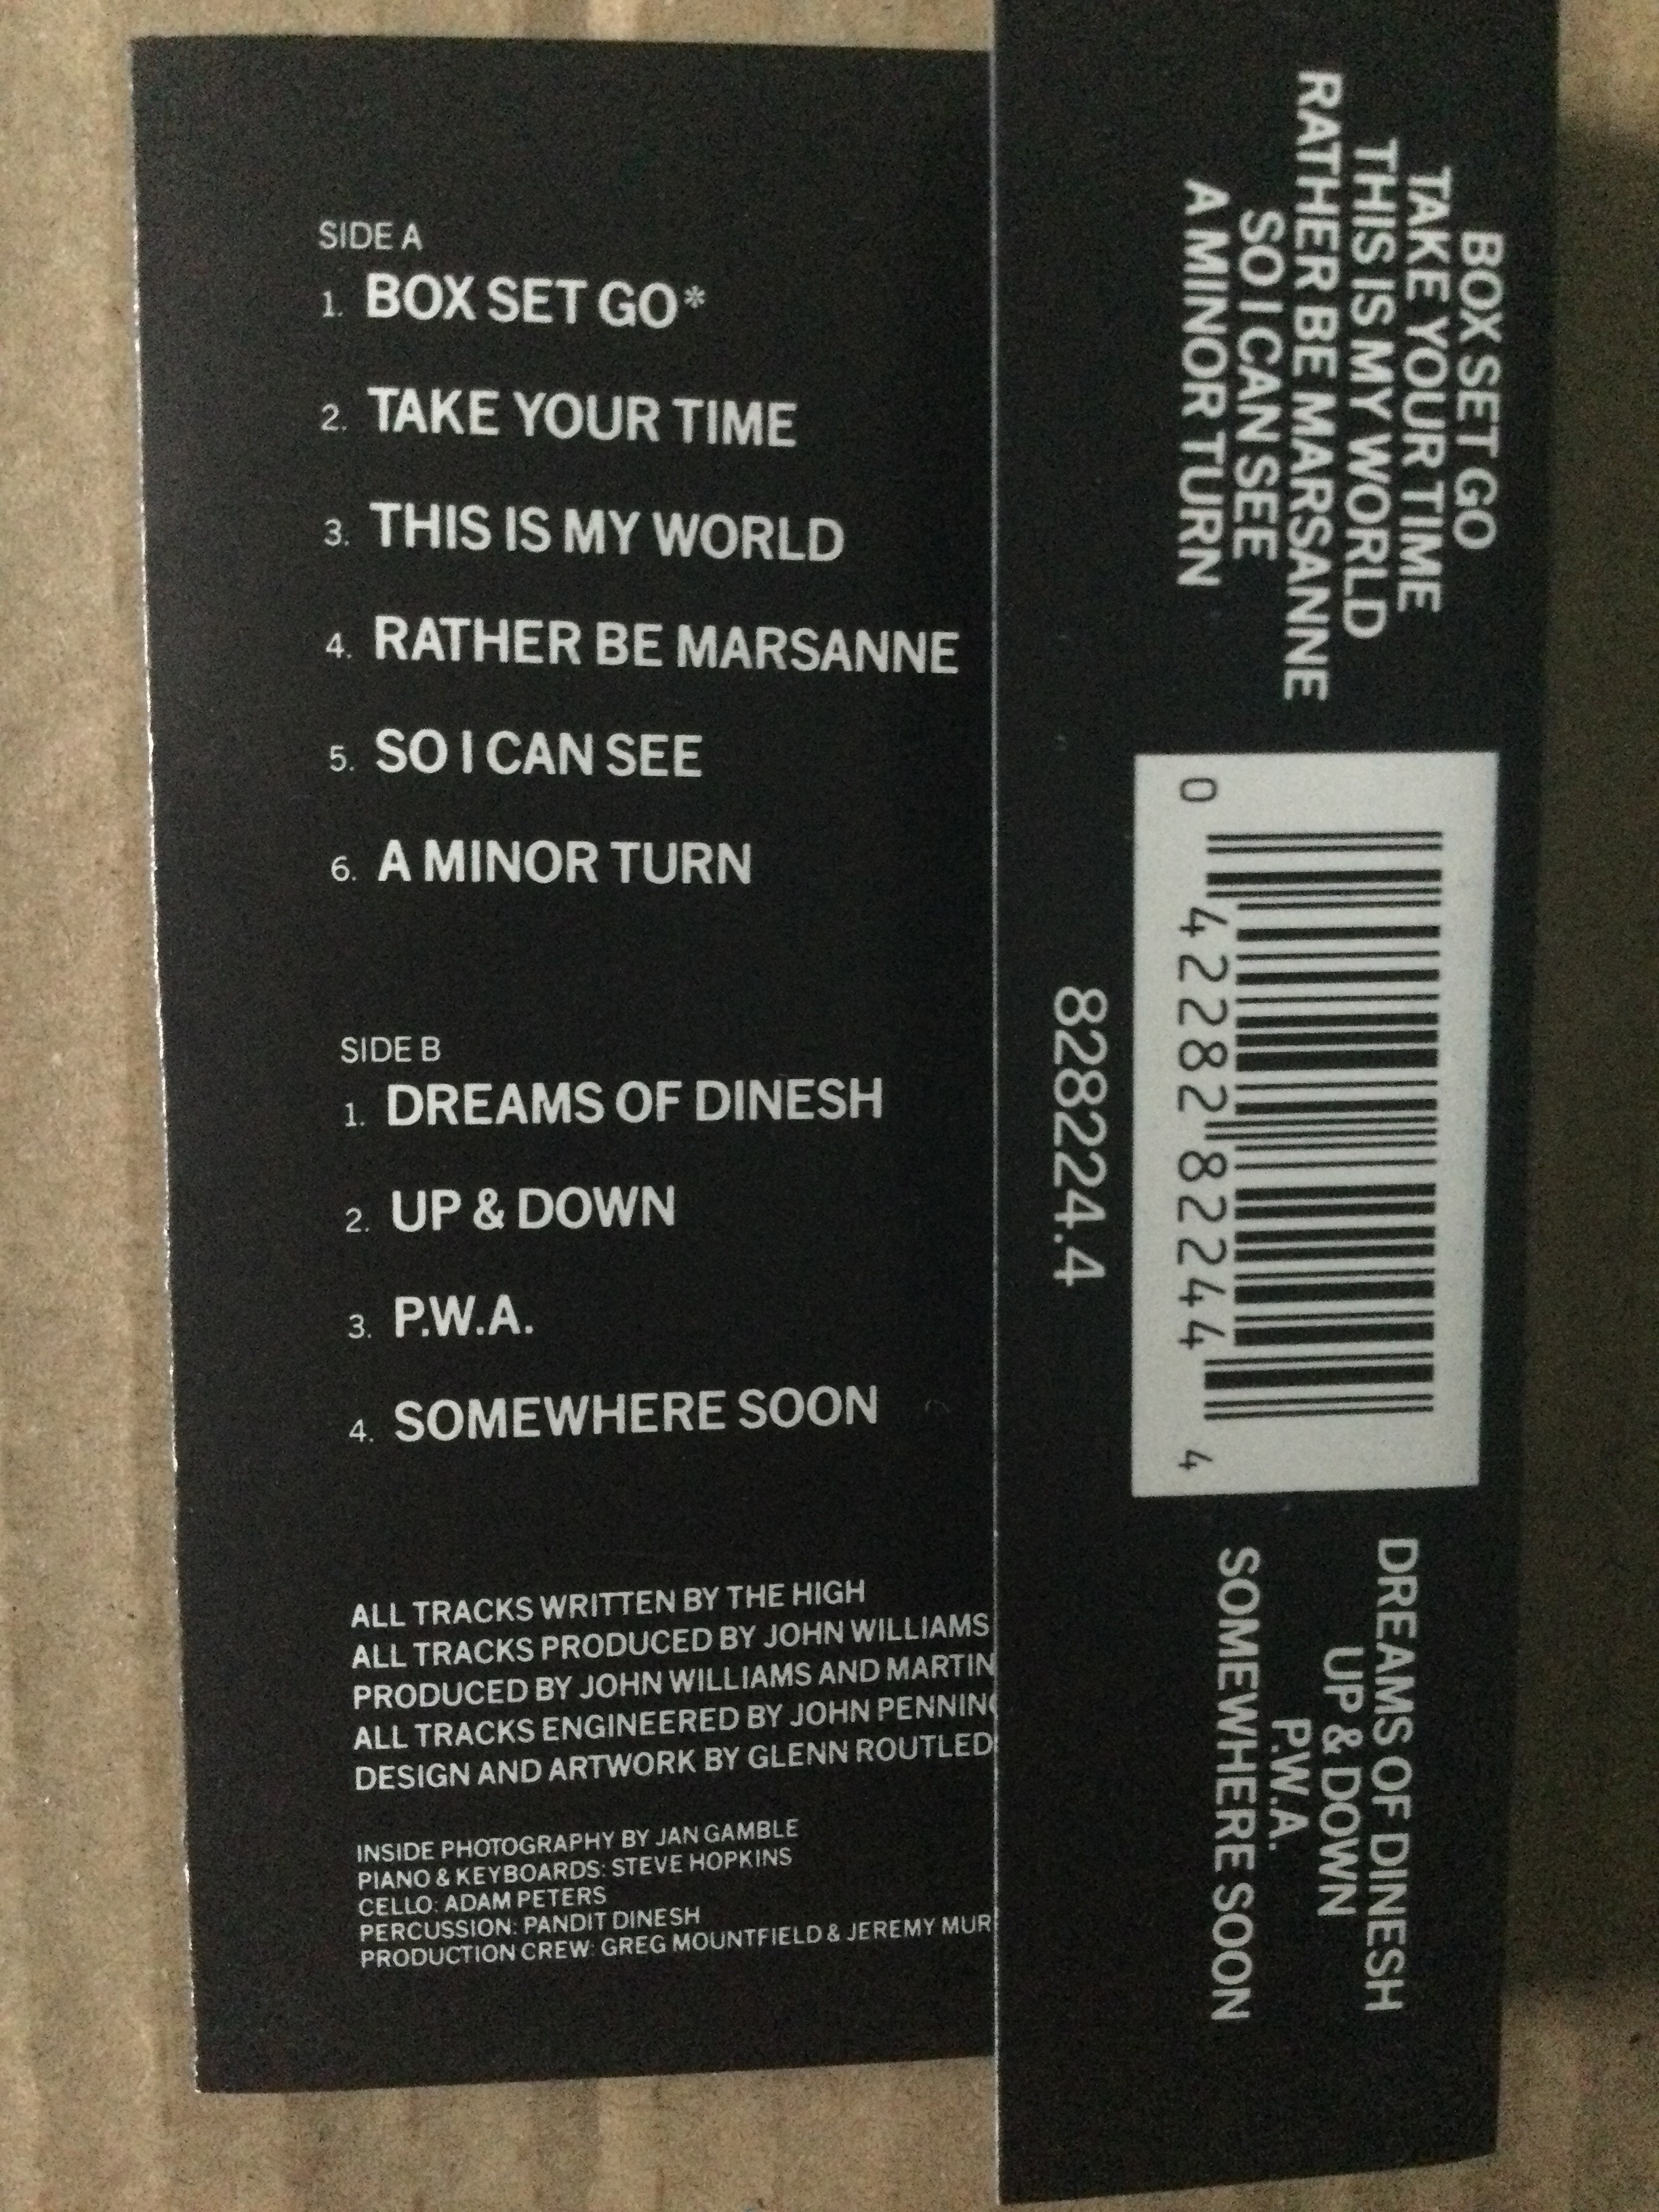 SIDE A
1. BOX SET GO*
2. TAKE YOUR TIME
3. THIS IS MY WORLD
4. RATHER BE MARSANNE
5. SO I CAN SEE
6. A MINOR TURN
SIDE B
1. DREAMS OF DINESH
2. UP & DOWN
3. P.W.A.
4. SOMEWHERE SOON
ALL TRACKS WRITTEN BY THE HIGH
ALL TRACKS PRODUCED BY JOHN WILLIAMS
PRODUCED BY JOHN WILLIAMS AND MARTIN
ALL TRACKS ENGINEERED BY JOHN
DESIGN AND ARTWORK BY GLENN
INSIDE PHOTOGRAPHY BY JAN GAMBLE
PIANO & KEYBOARDS: STEVE HOPKINS
CELLO: ADAM PETERS
PERCUSSION: PANDIT DINESH
PRODUCTION CREW: GREG MOUNTFIELD & JEREMY
BOX SET GO
TAKE YOUR TIME
THIS IS MY WORLD
RATHER BE MARSANNE
SO I CAN SEE
A MINOR TURN
0 42282 82244 4
828224.4
DREAMS OF DINESH
UP & DOWN
P.W.A.
SOMEWHERE SOON